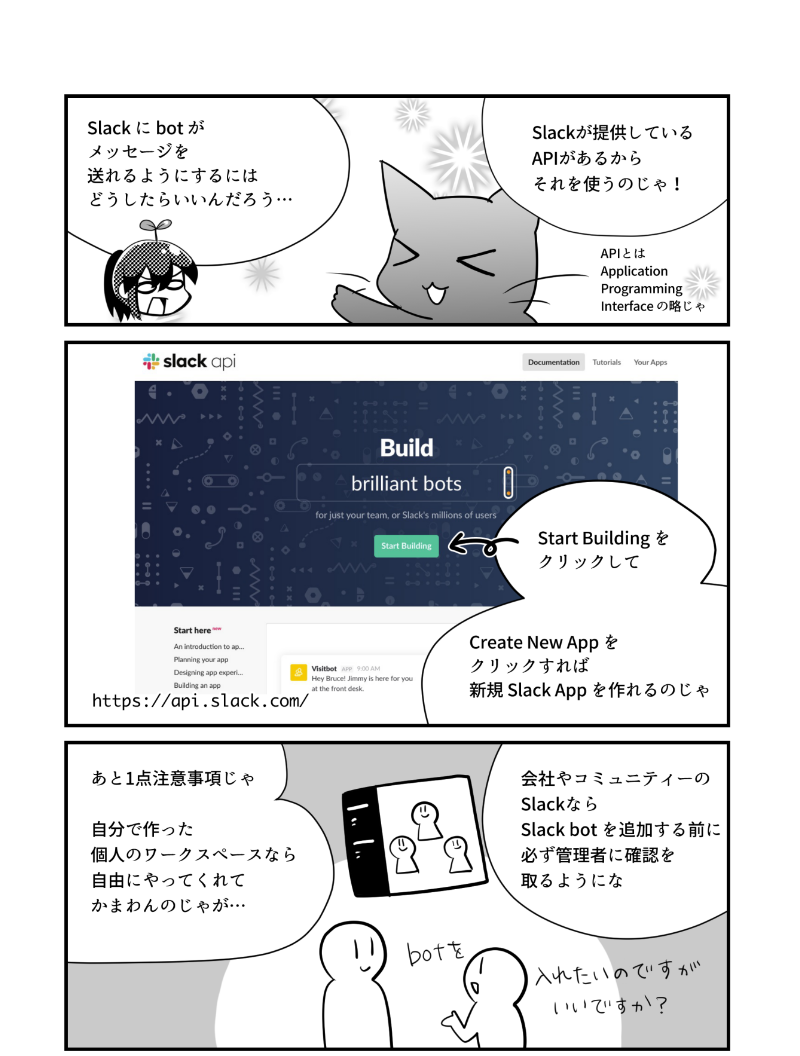 Slackが提供している
APIがあるから
それを使うのじゃ！
APIとは
Application
Programming
Interface の略じゃ
Slack に bot が
メッセージを
送れるようにするには
どうしたらいいんだろう…
slack api
Documentation Tutorials Your Apps
Build
brilliant bots
for just your team, or Slack's millions of users
Start Building
Start Building を
クリックして
Create New App を
クリックすれば
新規 Slack App を作れるのじゃ
Start here new
An introduction to ap...
Planning your app
Designing app experi...
Building an app
Visitbot APP 9:00 AM
Hey Bruce! Jimmy is here for you
at the front desk.
https://api.slack.com/
会社やコミュニティーの
Slackなら
Slack bot を追加する前に
必ず管理者に確認を
取るようにな
あと1点注意事項じゃ
自分で作った
個人のワークスペースなら
自由にやってくれて
かまわんのじゃが…
botを
入れたいのですが
いいですか？